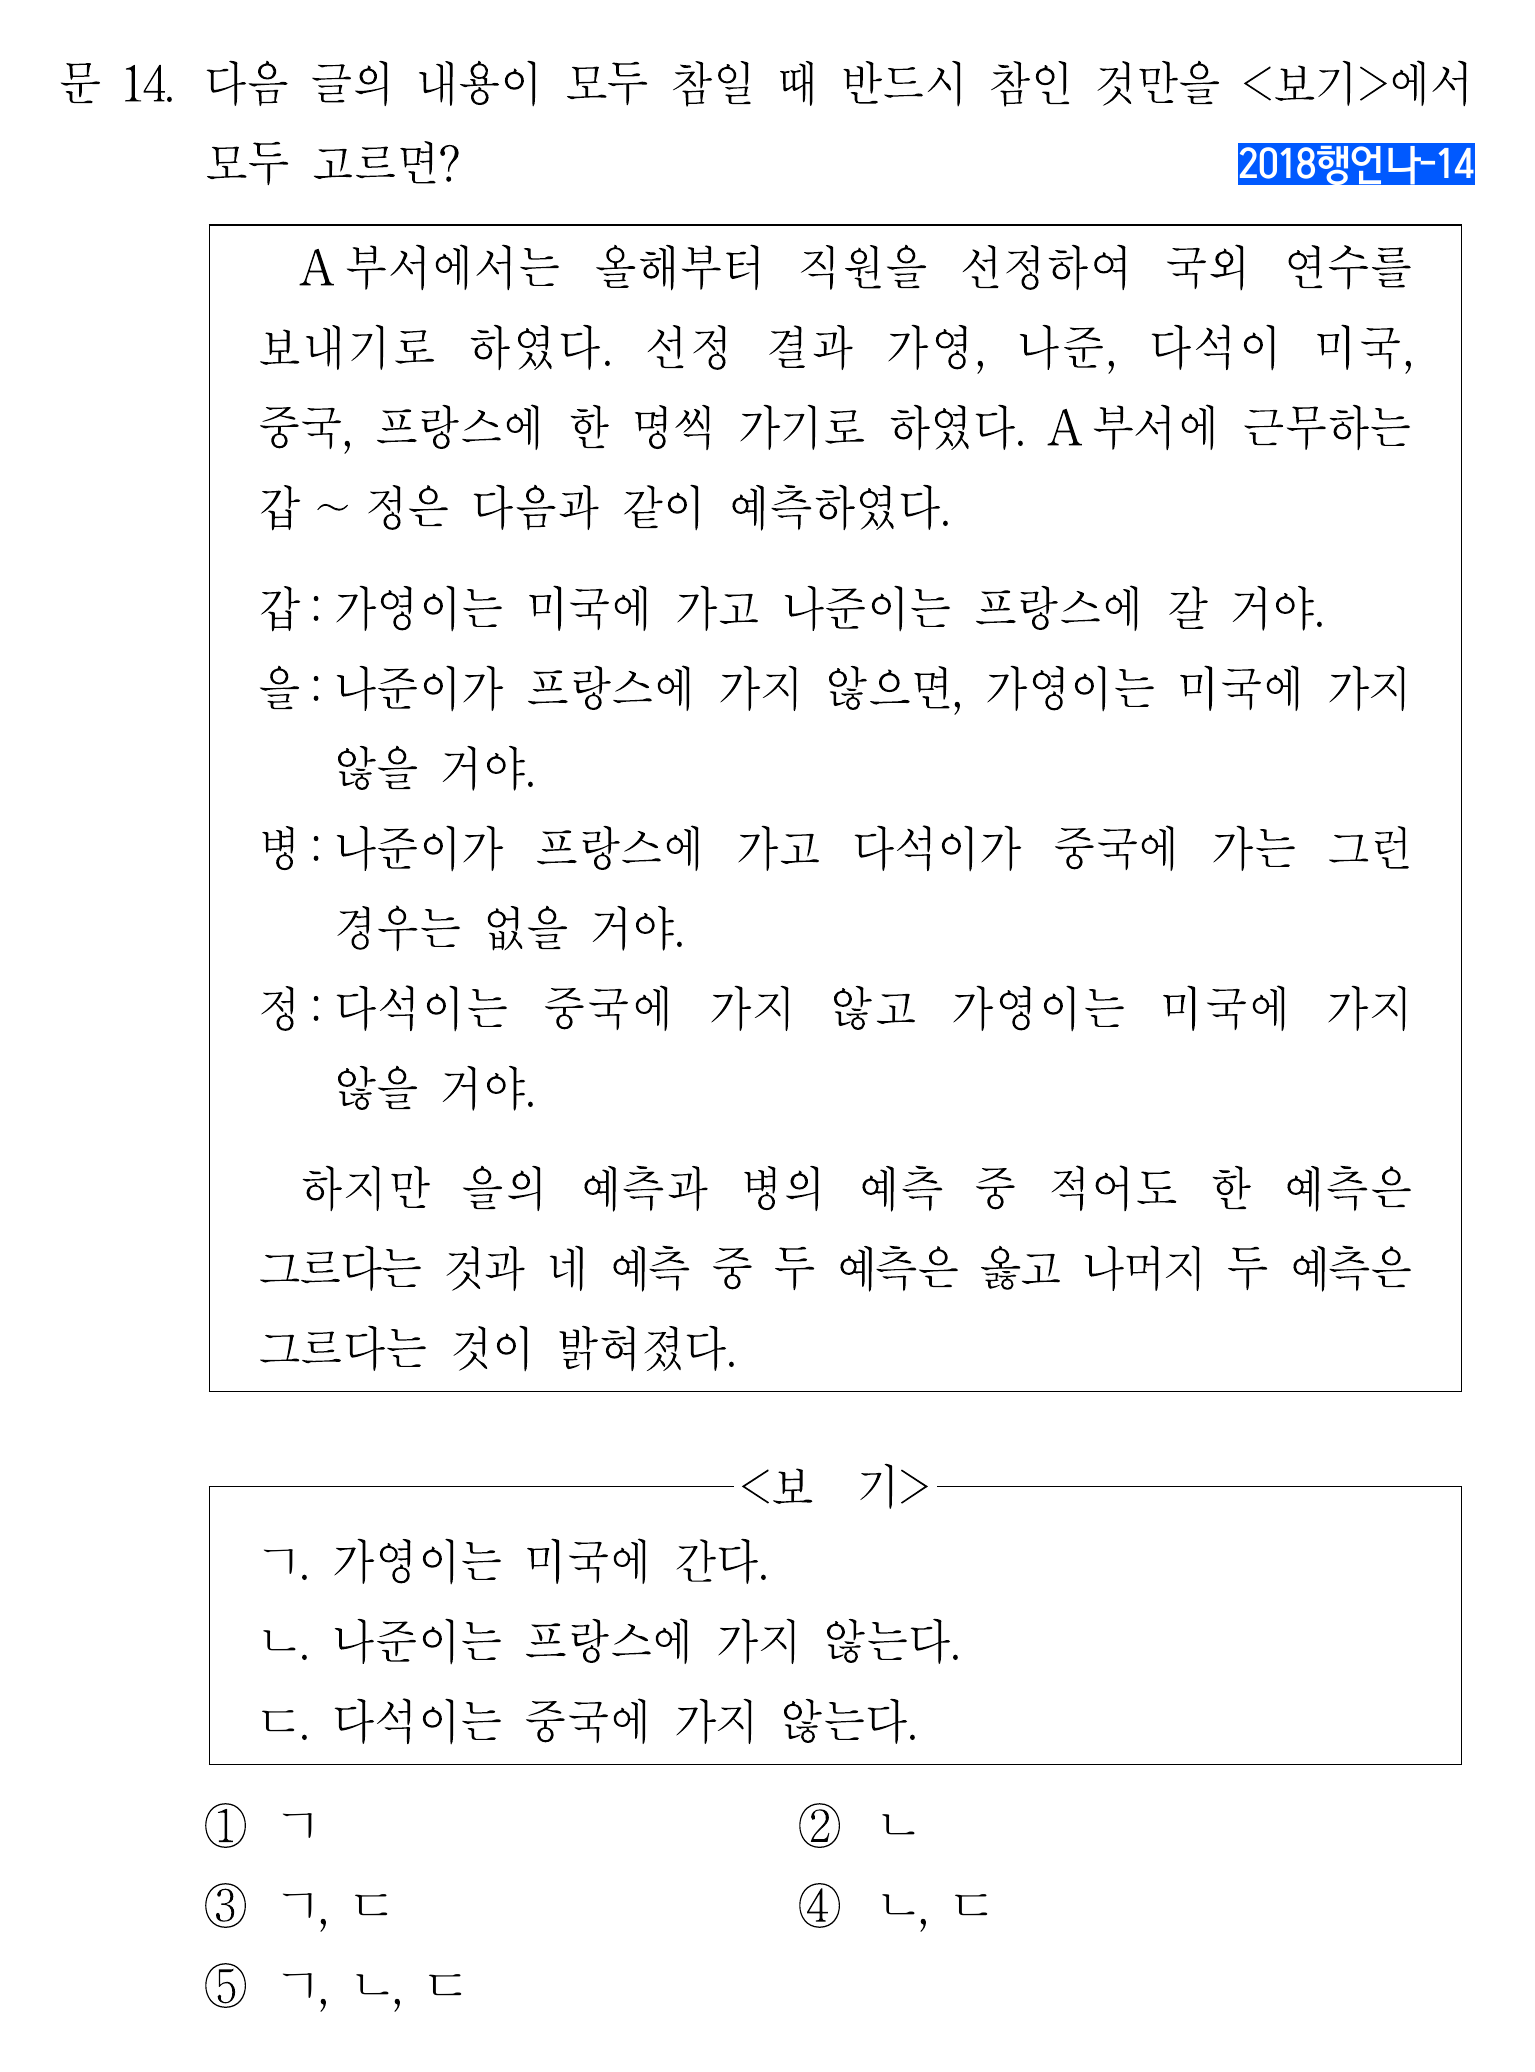 문 14. 다음 글의 내용이 모두 참일 때 반드시 참인 것만을 <보기>에서
모두 고르면?
2018행언나-14
A부서에서는 올해부터 직원을 선정하여 국외 연수를
보내기로 하였다. 선정 결과 가영, 나준, 다석이 미국,
중국, 프랑스에 한 명씩 가기로 하였다. A부서에 근무하는
갑 ~ 정은 다음과 같이 예측하였다.
갑 : 가영이는 미국에 가고 나준이는 프랑스에 갈 거야.
을 : 나준이가 프랑스에 가지 않으면, 가영이는 미국에 가지
않을 거야.
병 : 나준이가 프랑스에 가고 다석이가 중국에 가는 그런
경우는 없을 거야.
정 : 다석이는 중국에 가지 않고 가영이는 미국에 가지
않을 거야.
하지만 을의 예측과 병의 예측 중 적어도 한 예측은
그르다는 것과 네 예측 중 두 예측은 옳고 나머지 두 예측은
그르다는 것이 밝혀졌다.
<보 기>
ㄱ. 가영이는 미국에 간다.
ㄴ. 나준이는 프랑스에 가지 않는다.
ㄷ. 다석이는 중국에 가지 않는다.
① ㄱ ② ㄴ
③ ㄱ, ㄷ ④ ㄴ, ㄷ
⑤ ㄱ, ㄴ, ㄷ